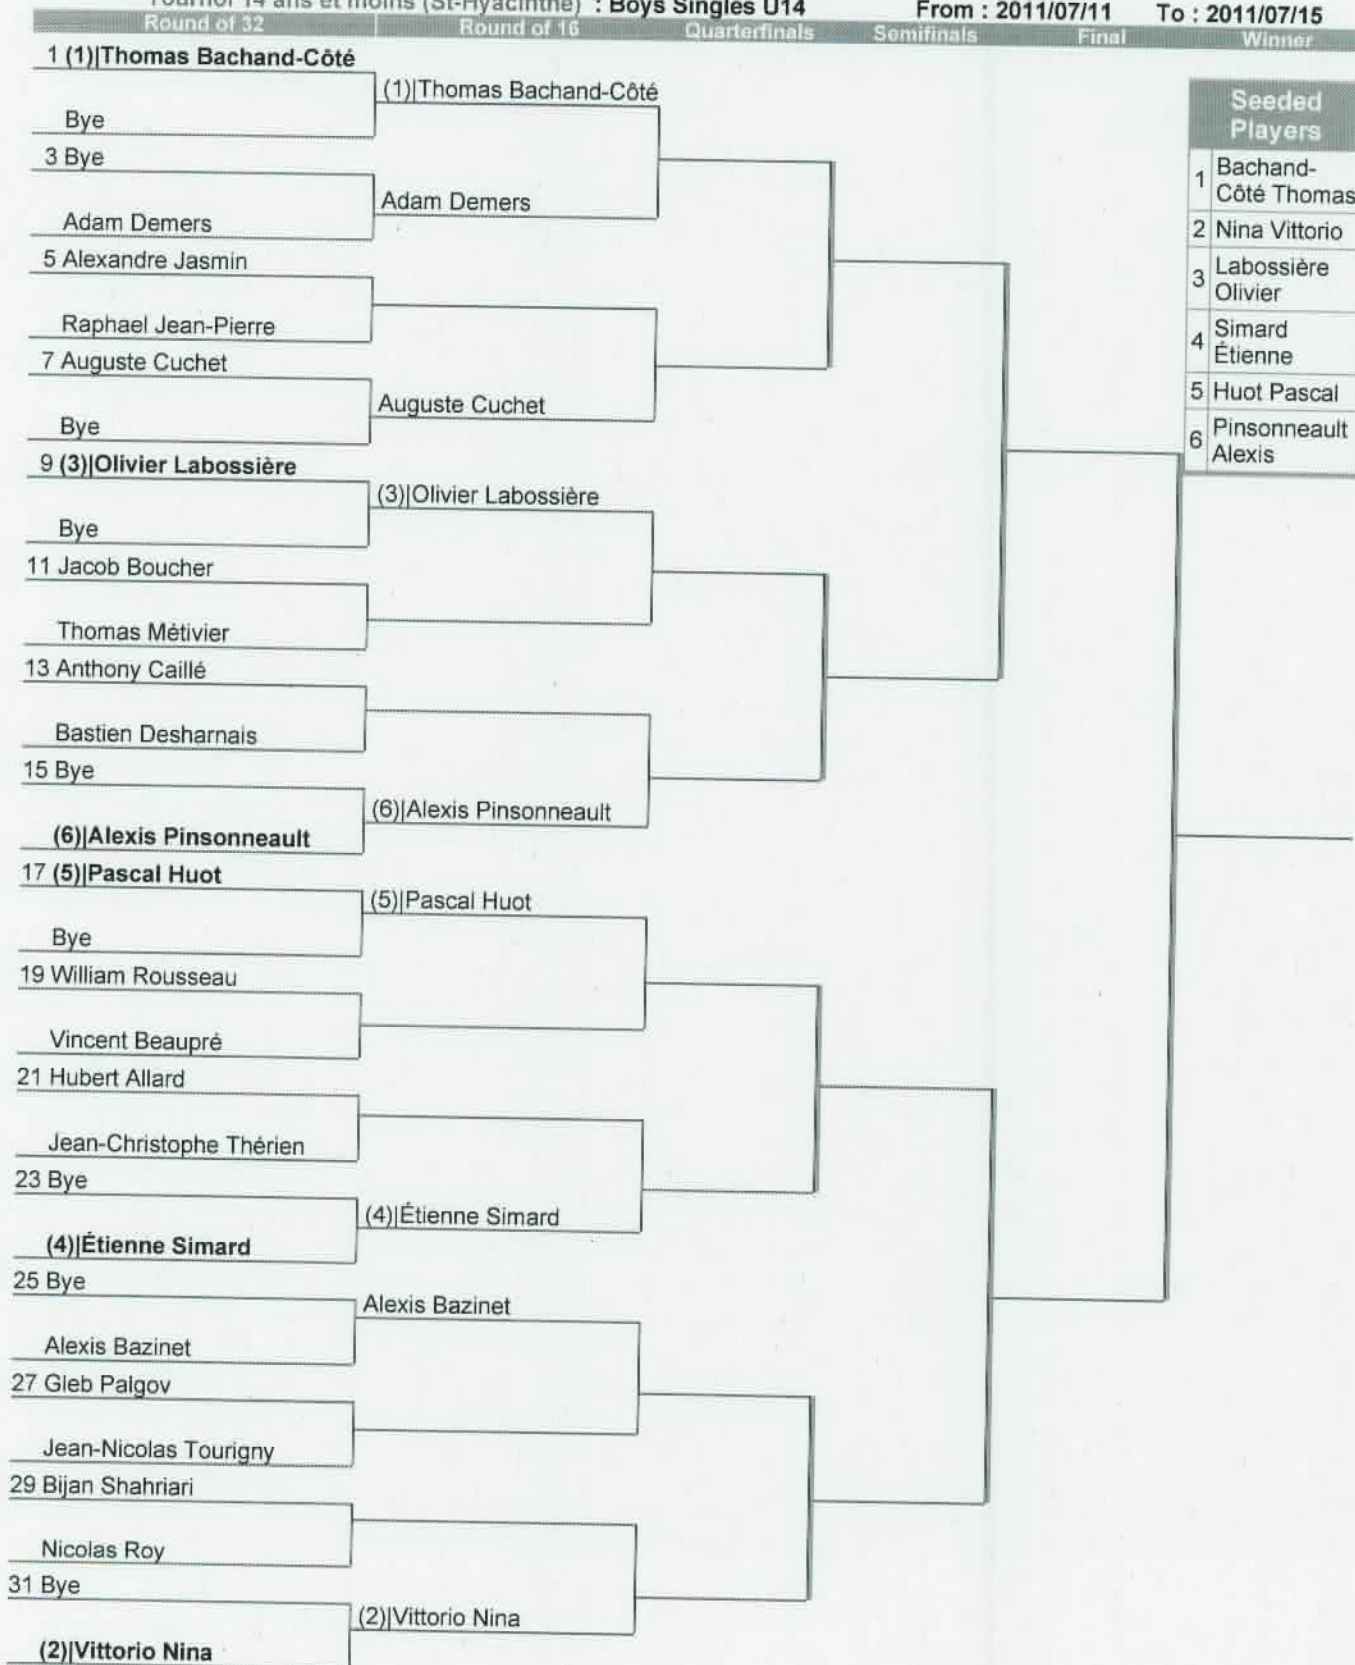 Tournoi 14 ans et moins (St-Hyacinthe) : Boys Singles U14 From : 2011/07/11 To : 2011/07/15
Round of 32 Round of 16 Quarterfinals Semifinals Final Winner
1 (1)|Thomas Bachand-Côté
(1)|Thomas Bachand-Côté
Bye
3 Bye
Adam Demers
Adam Demers
5 Alexandre Jasmin
Raphael Jean-Pierre
7 Auguste Cuchet
Auguste Cuchet
Bye
9 (3)|Olivier Labossière
(3)|Olivier Labossière
Bye
11 Jacob Boucher
Thomas Métivier
13 Anthony Caillé
Bastien Desharnais
15 Bye
(6)|Alexis Pinsonneault
(6)|Alexis Pinsonneault
17 (5)|Pascal Huot
(5)|Pascal Huot
Bye
19 William Rousseau
Vincent Beaupré
21 Hubert Allard
Jean-Christophe Thérien
23 Bye
(4)|Étienne Simard
(4)|Étienne Simard
25 Bye
Alexis Bazinet
Alexis Bazinet
27 Gleb Palgov
Jean-Nicolas Tourigny
29 Bijan Shahriari
Nicolas Roy
31 Bye
(2)|Vittorio Nina
(2)|Vittorio Nina
Seeded
Players
1 Bachand-
Côté Thomas
2 Nina Vittorio
3 Labossière
Olivier
4 Simard
Étienne
5 Huot Pascal
6 Pinsonneault
Alexis